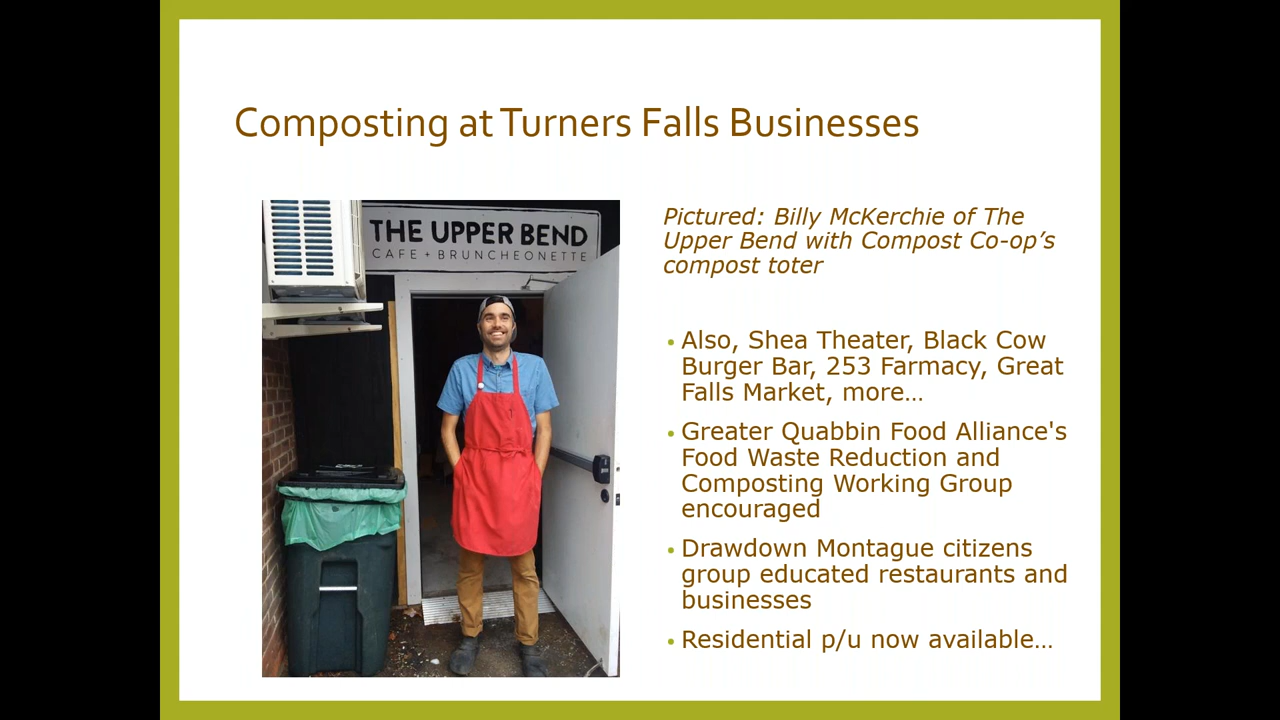 Composting at Turners Falls Businesses
THE UPPER BEND
CAFE + BRUNCHEONETTE
Pictured: Billy McKerchie of The
Upper Bend with Compost Co-op’s
compost toter
• Also, Shea Theater, Black Cow
Burger Bar, 253 Farmacy, Great
Falls Market, more…
• Greater Quabbin Food Alliance's
Food Waste Reduction and
Composting Working Group
encouraged
• Drawdown Montague citizens
group educated restaurants and
businesses
• Residential p/u now available…